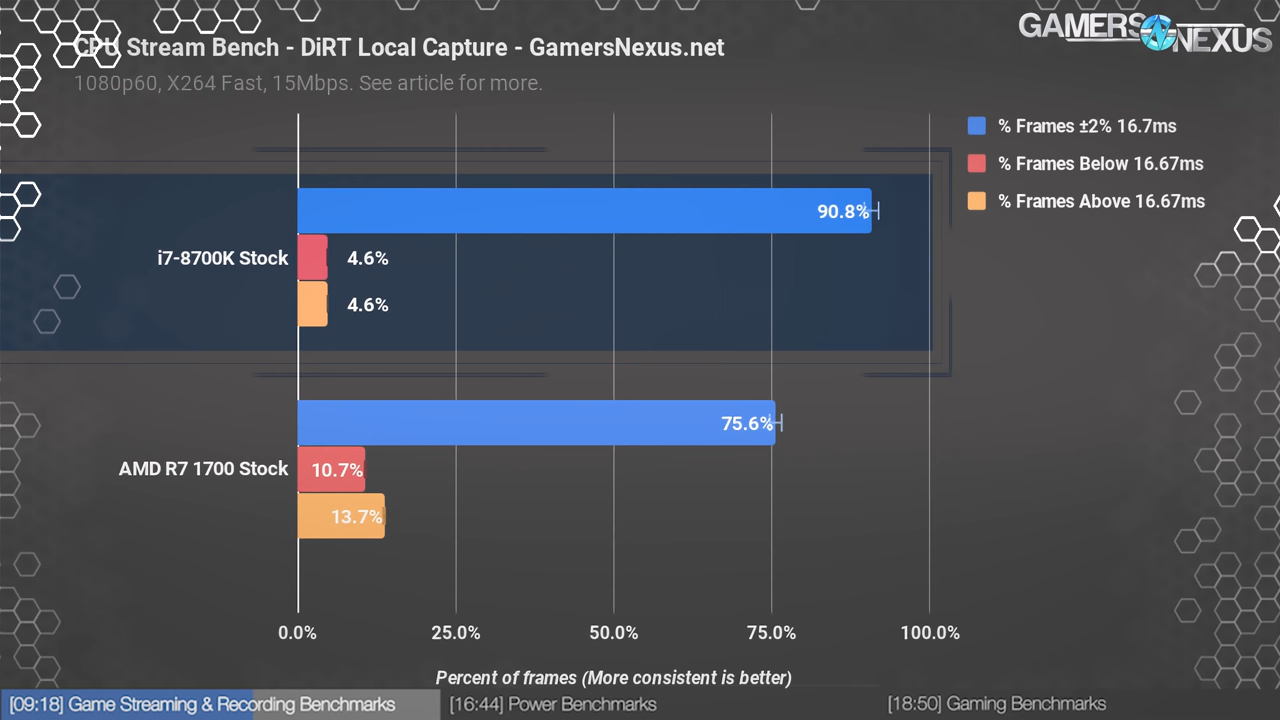 CPU Stream Bench - DiRT Local Capture - GamersNexus.net
GAMERS NEXUS
1080p60, X264 Fast, 15Mbps. See article for more.
% Frames ±2% 16.7ms
% Frames Below 16.67ms
% Frames Above 16.67ms
90.8%
i7-8700K Stock
4.6%
4.6%
75.6%
AMD R7 1700 Stock
10.7%
13.7%
0.0% 25.0% 50.0% 75.0% 100.0%
Percent of frames (More consistent is better)
[09:18] Game Streaming & Recording Benchmarks [16:44] Power Benchmarks [18:50] Gaming Benchmarks